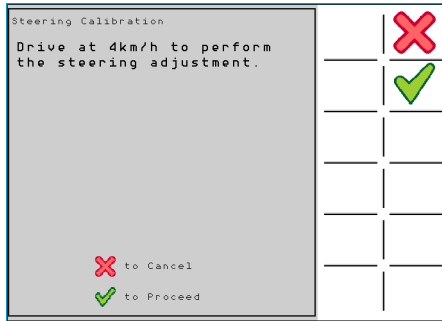 Steering Calibration
Drive at 4km/h to perform
the steering adjustment.
to Cancel
to Proceed